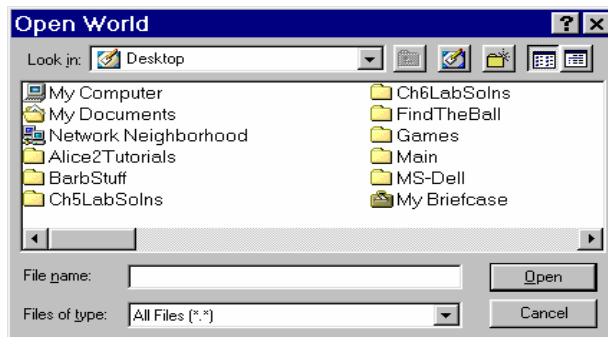 Open World
Look in: Desktop
My Computer
My Documents
Network Neighborhood
Alice2Tutorials
BarbStuff
Ch5LabSolns
Ch6LabSolns
FindTheBall
Games
Main
MS-Dell
My Briefcase
File name:
Open
Files of type: All Files (*.*)
Cancel